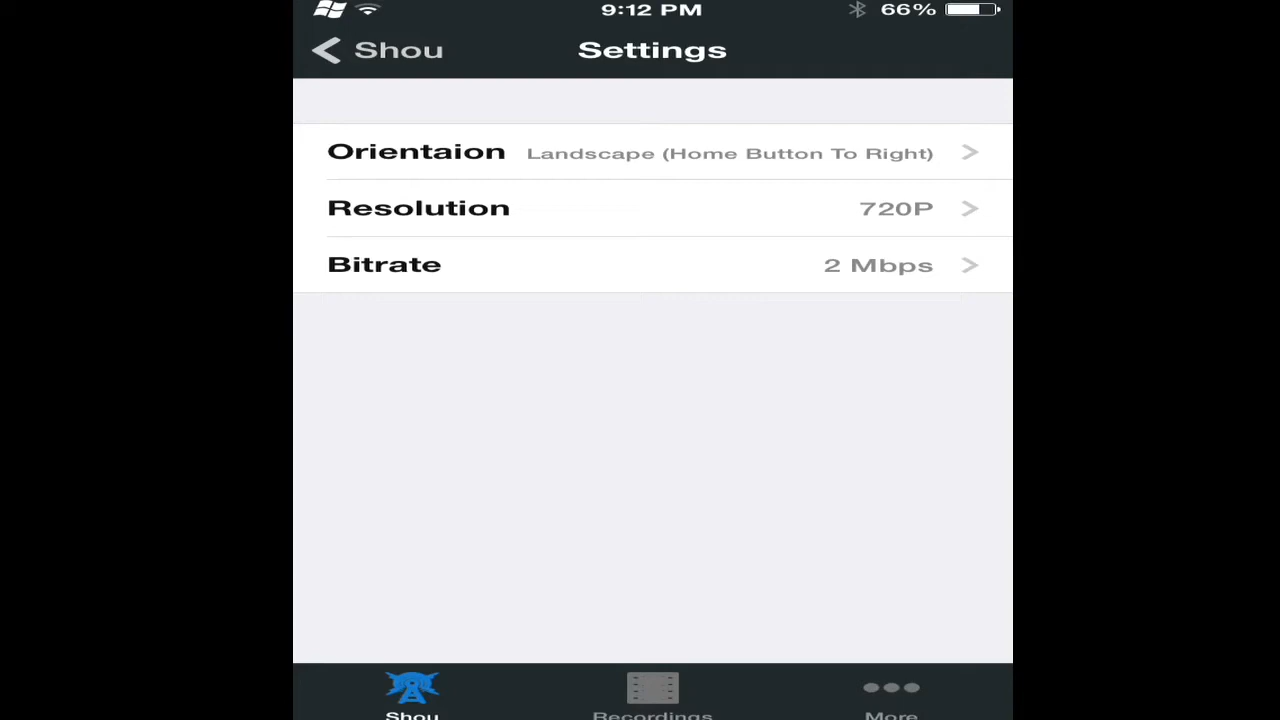 9:12 PM 66%
Shou Settings
Orientaion Landscape (Home Button To Right)
Resolution 720P
Bitrate 2 Mbps
Shou Recordings More